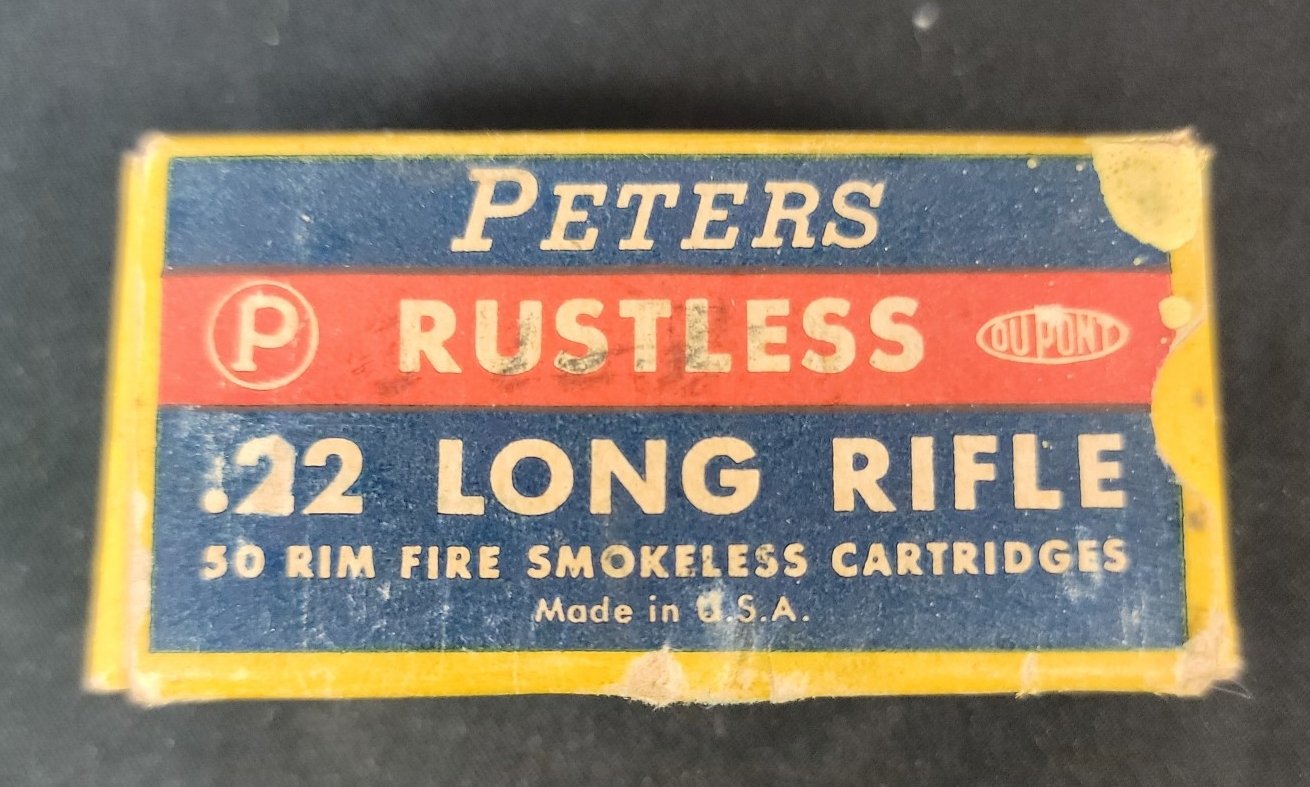 PETERS
P RUSTLESS DU PONT
.22 LONG RIFLE
50 RIM FIRE SMOKELESS CARTRIDGES
Made in U.S.A.